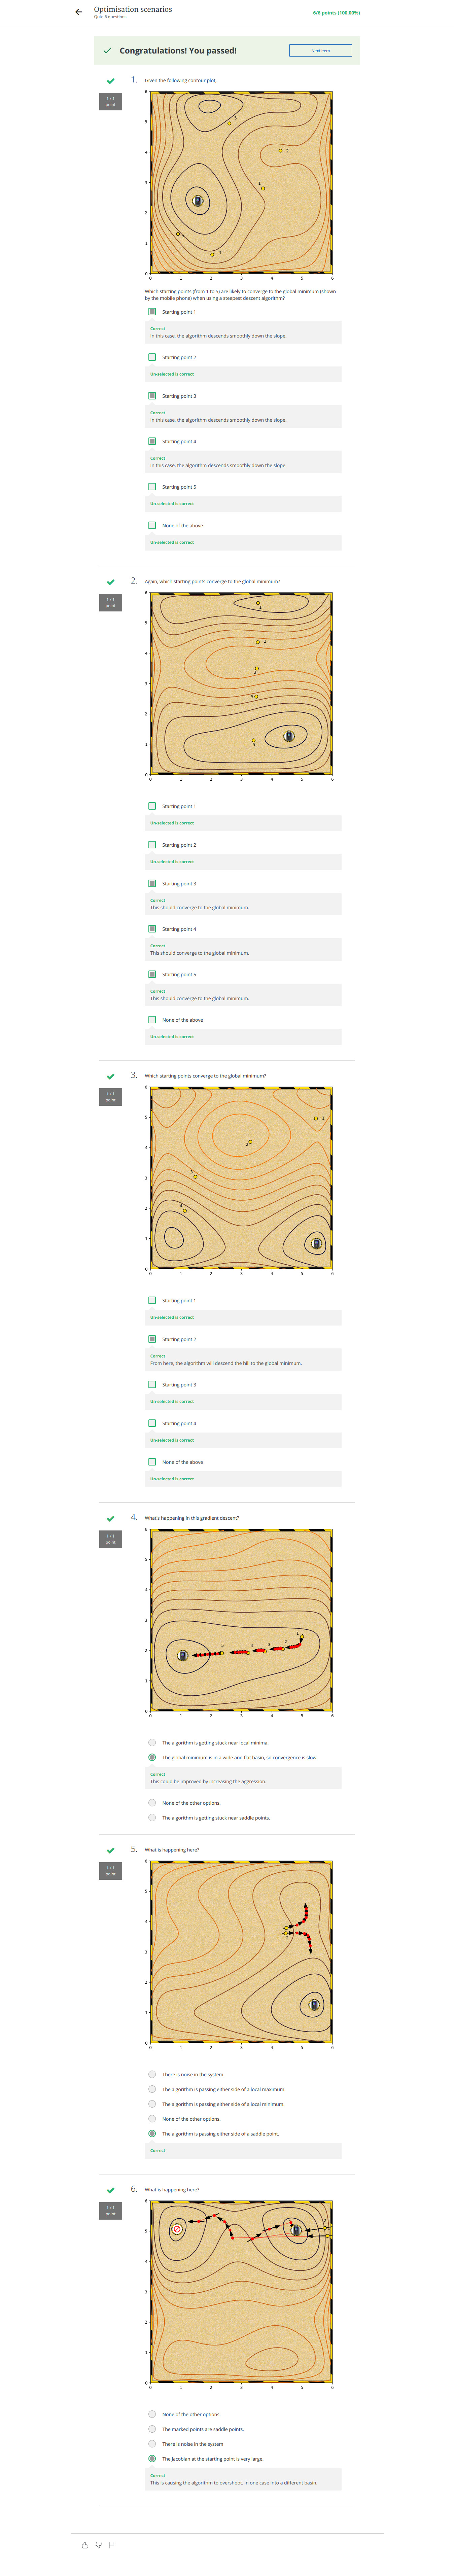 Optimisation scenarios
Quiz, 6 questions
6/6 points (100.00%)
Congratulations! You passed!
Next Item
1 / 1
point
1.
Given the following contour plot,
Which starting points (from 1 to 5) are likely to converge to the global minimum (shown
by the mobile phone) when using a steepest descent algorithm?
Starting point 1
Correct
In this case, the algorithm descends smoothly down the slope.
Starting point 2
Un-selected is correct
Starting point 3
Correct
In this case, the algorithm descends smoothly down the slope.
Starting point 4
Correct
In this case, the algorithm descends smoothly down the slope.
Starting point 5
Un-selected is correct
None of the above
Un-selected is correct
1 / 1
point
2.
Again, which starting points converge to the global minimum?
Starting point 1
Un-selected is correct
Starting point 2
Un-selected is correct
Starting point 3
Correct
This should converge to the global minimum.
Starting point 4
Correct
This should converge to the global minimum.
Starting point 5
Correct
This should converge to the global minimum.
None of the above
Un-selected is correct
1 / 1
point
3.
Which starting points converge to the global minimum?
Starting point 1
Un-selected is correct
Starting point 2
Correct
From here, the algorithm will descend the hill to the global minimum.
Starting point 3
Un-selected is correct
Starting point 4
Un-selected is correct
None of the above
Un-selected is correct
1 / 1
point
4.
What's happening in this gradient descent?
The algorithm is getting stuck near local minima.
The global minimum is in a wide and flat basin, so convergence is slow.
Correct
This could be improved by increasing the aggression.
None of the other options.
The algorithm is getting stuck near saddle points.
1 / 1
point
5.
What is happening here?
There is noise in the system.
The algorithm is passing either side of a local maximum.
The algorithm is passing either side of a local minimum.
None of the other options.
The algorithm is passing either side of a saddle point.
Correct
1 / 1
point
6.
What is happening here?
None of the other options.
The marked points are saddle points.
There is noise in the system
The Jacobian at the starting point is very large.
Correct
This is causing the algorithm to overshoot. In one case into a different basin.